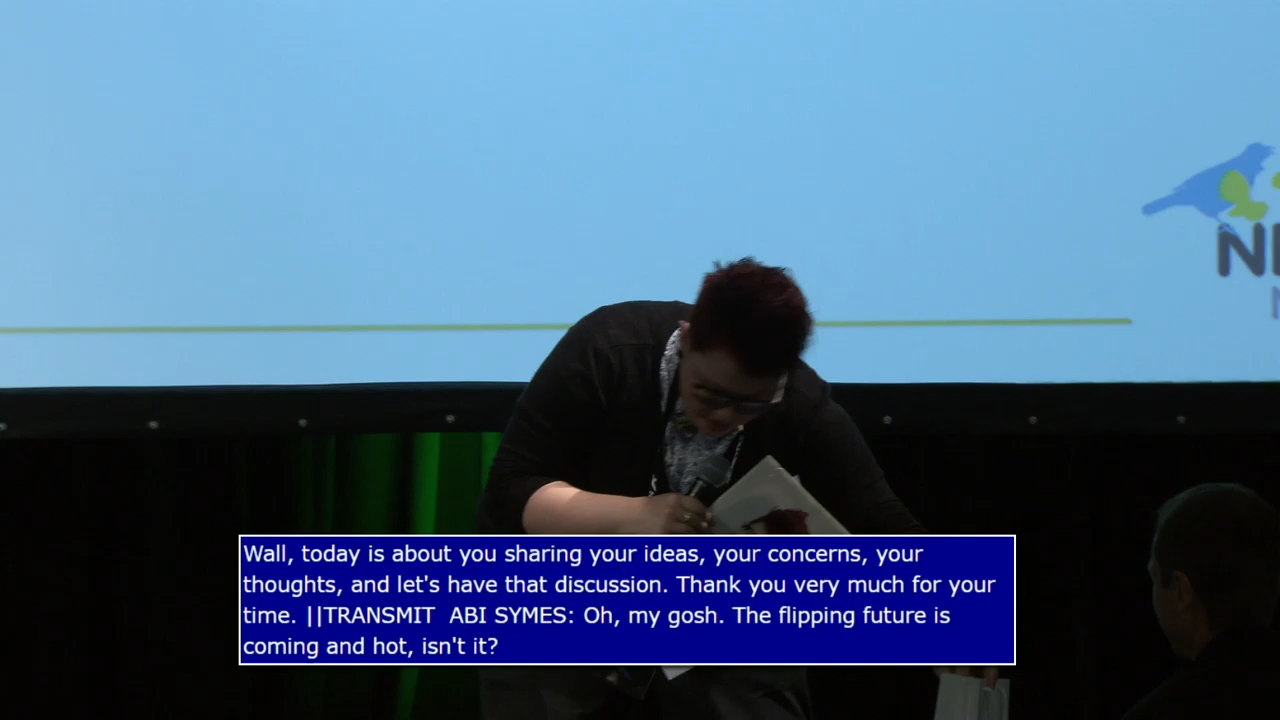 Wall, today is about you sharing your ideas, your concerns, your
thoughts, and let's have that discussion. Thank you very much for your
time. ||TRANSMIT  ABI SYMES: Oh, my gosh. The flipping future is
coming and hot, isn't it?